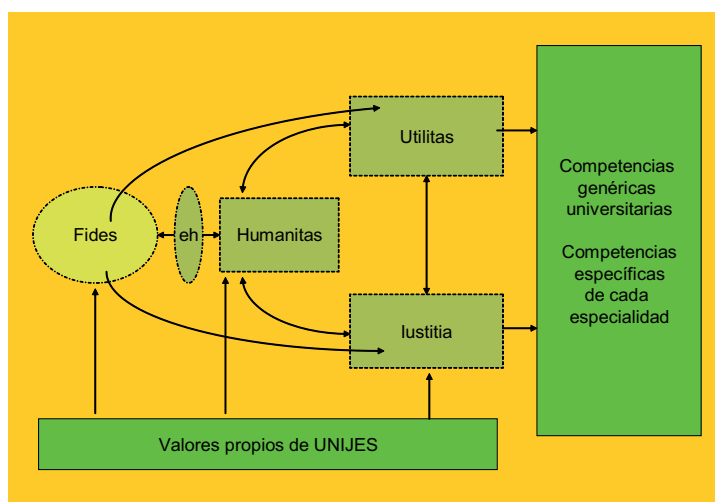 Utilitas
Fides
eh
Humanitas
Iustitia
Competencias
genéricas
universitarias
Competencias
específicas
de cada
especialidad
Valores propios de UNIJES